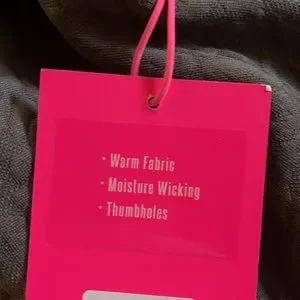 · Warm Fabric
· Moisture Wicking
· Thumbholes